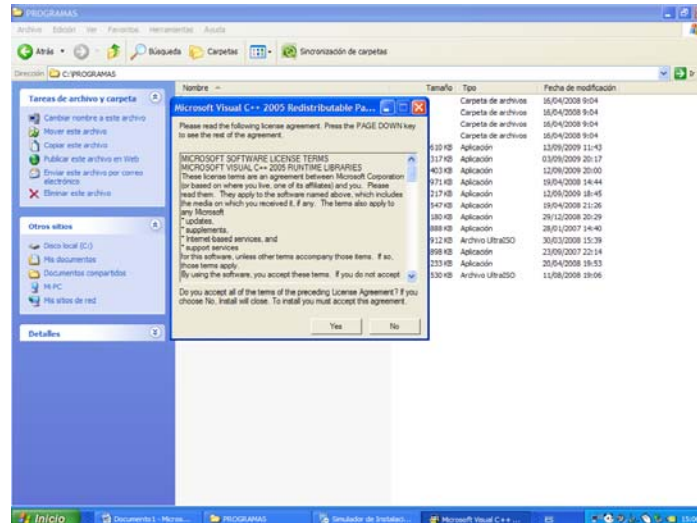 PROGRAMAS
Archivo Edición Ver Favoritos Herramientas Ayuda
Atrás Búsqueda Carpetas Sincronización de carpetas
Dirección C:\PROGRAMAS
Nombre Tamaño Tipo Fecha de modificación
Tareas de archivo y carpeta
Cambiar nombre a este archivo
Mover este archivo
Copiar este archivo
Publicar este archivo en Web
Enviar este archivo por correo
electrónico
Eliminar este archivo
Otros sitios
Disco local (C:)
Mis documentos
Documentos compartidos
Mi PC
Mis sitios de red
Detalles
Microsoft Visual C++ 2005 Redistributable Pa...
Please read the following license agreement. Press the PAGE DOWN key
to see the rest of the agreement.
MICROSOFT SOFTWARE LICENSE TERMS
MICROSOFT VISUAL C++ 2005 RUNTIME LIBRARIES
These license terms are an agreement between Microsoft Corporation
(or based on where you live, one of its affiliates) and you. Please
read them. They apply to the software named above, which includes
the media on which you received it, if any. The terms also apply to
any Microsoft
* updates,
* supplements,
* Internet-based services, and
* support services
for this software, unless other terms accompany those items. If so,
those terms apply.
By using the software, you accept these terms. If you do not accept
Do you accept all of the terms of the preceding License Agreement? If you
choose No, Install will close. To install you must accept this agreement.
Yes No
Carpeta de archivos 16/04/2008 9:04
Carpeta de archivos 16/04/2008 9:04
Carpeta de archivos 16/04/2008 9:04
Carpeta de archivos 16/04/2008 9:04
610 KB Aplicación 13/09/2009 11:43
317 KB Aplicación 03/09/2009 20:17
403 KB Aplicación 12/09/2009 20:00
971 KB Aplicación 19/04/2008 14:44
217 KB Aplicación 12/09/2009 18:45
547 KB Aplicación 19/04/2008 21:26
180 KB Aplicación 29/12/2008 20:29
888 KB Aplicación 28/01/2007 14:40
912 KB Archivo UltraISO 30/03/2008 15:39
898 KB Aplicación 23/09/2007 22:14
233 KB Aplicación 20/04/2008 19:53
530 KB Archivo UltraISO 11/08/2008 19:06
Inicio Documento1 - Micros... PROGRAMAS Simulador de Instalaci... Microsoft Visual C++ ... ES